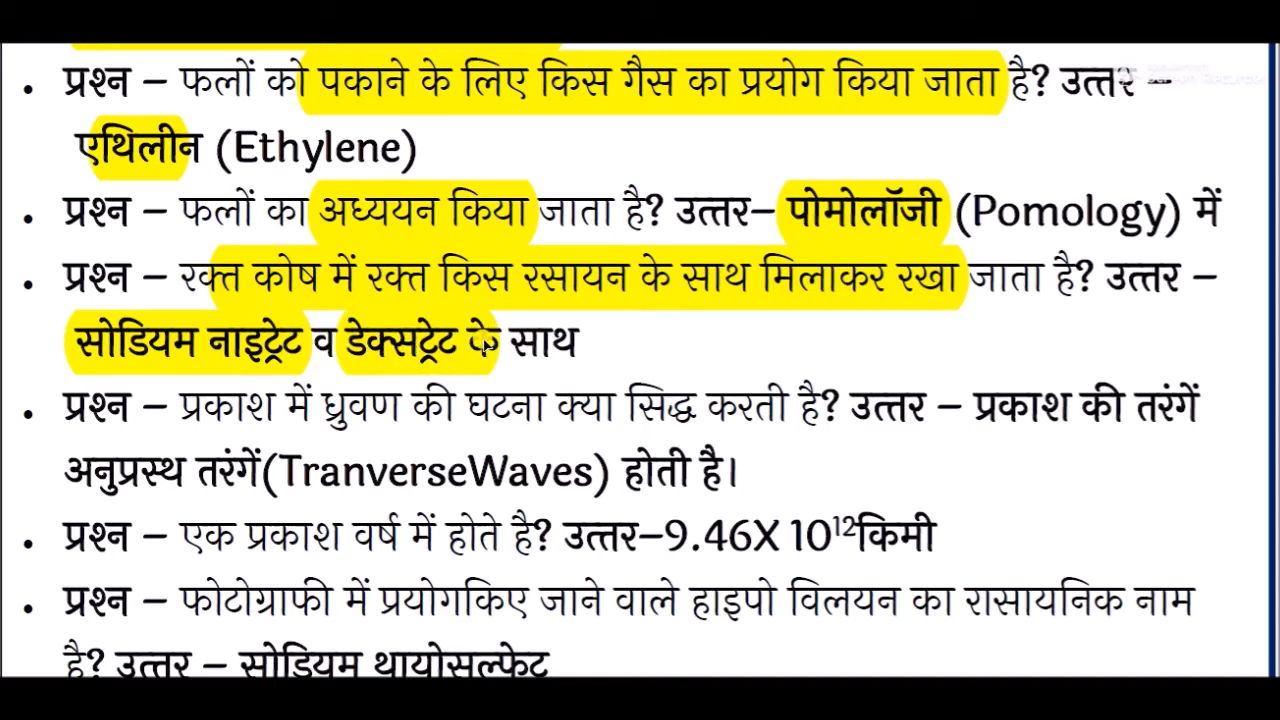 • प्रश्न – फलों को पकाने के लिए किस गैस का प्रयोग किया जाता है? उत्तर –
एथिलीन (Ethylene)
• प्रश्न – फलों का अध्ययन किया जाता है? उत्तर– पोमोलॉजी (Pomology) में
• प्रश्न – रक्त कोष में रक्त किस रसायन के साथ मिलाकर रखा जाता है? उत्तर –
सोडियम नाइट्रेट व डेक्सट्रेट के साथ
• प्रश्न – प्रकाश में ध्रुवण की घटना क्या सिद्ध करती है? उत्तर – प्रकाश की तरंगें
अनुप्रस्थ तरंगें(TranverseWaves) होती है।
• प्रश्न – एक प्रकाश वर्ष में होते है? उत्तर–9.46X 10¹²किमी
• प्रश्न – फोटोग्राफी में प्रयोगकिए जाने वाले हाइपो विलयन का रासायनिक नाम
है? उत्तर – सोडियम थायोसल्फेट